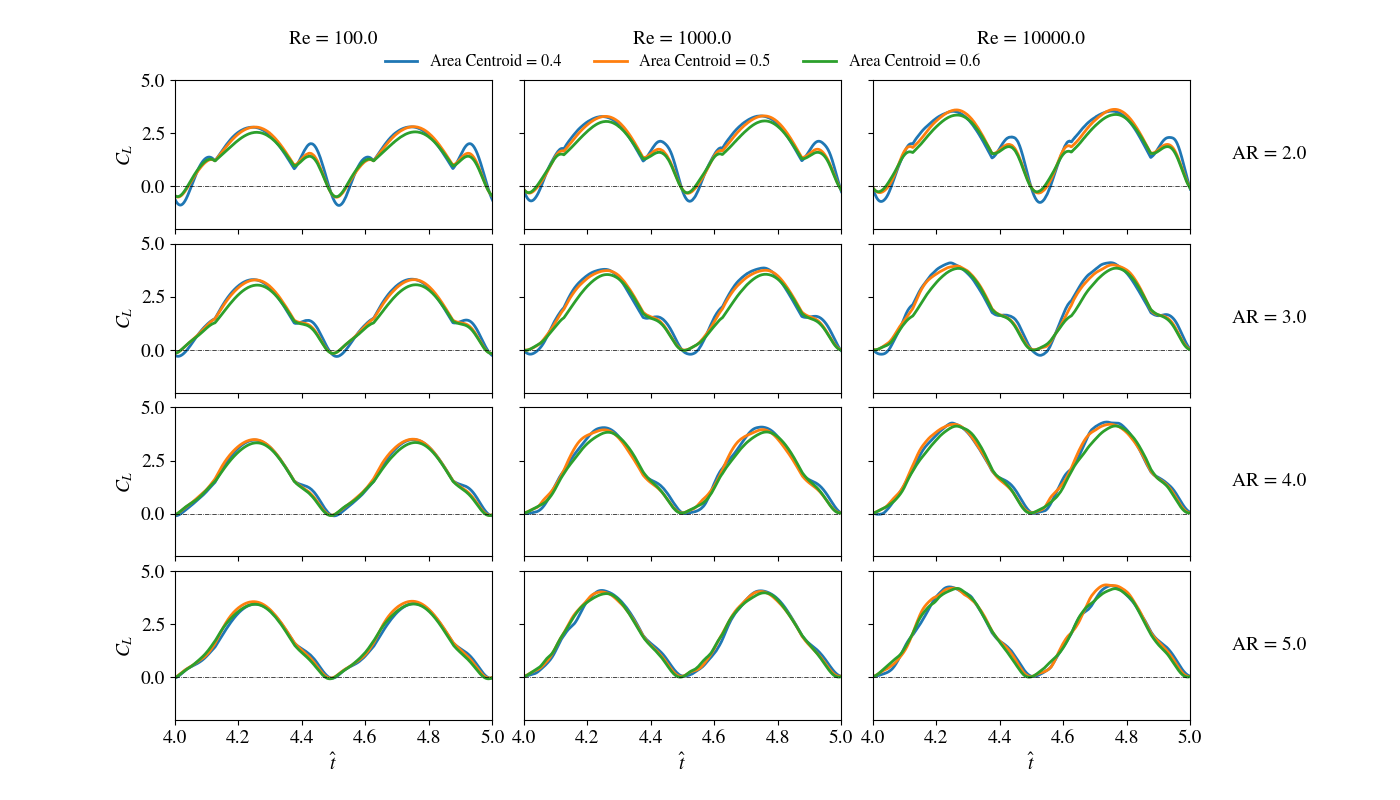 Re = 100.0 Re = 1000.0 Re = 10000.0
Area Centroid = 0.4 Area Centroid = 0.5 Area Centroid = 0.6
5.0
2.5
0.0
C_L
AR = 2.0
5.0
2.5
0.0
C_L
AR = 3.0
5.0
2.5
0.0
C_L
AR = 4.0
5.0
2.5
0.0
C_L
AR = 5.0
4.0 4.2 4.4 4.6 4.8 5.0 4.0 4.2 4.4 4.6 4.8 5.0 4.0 4.2 4.4 4.6 4.8 5.0
t̂ t̂ t̂